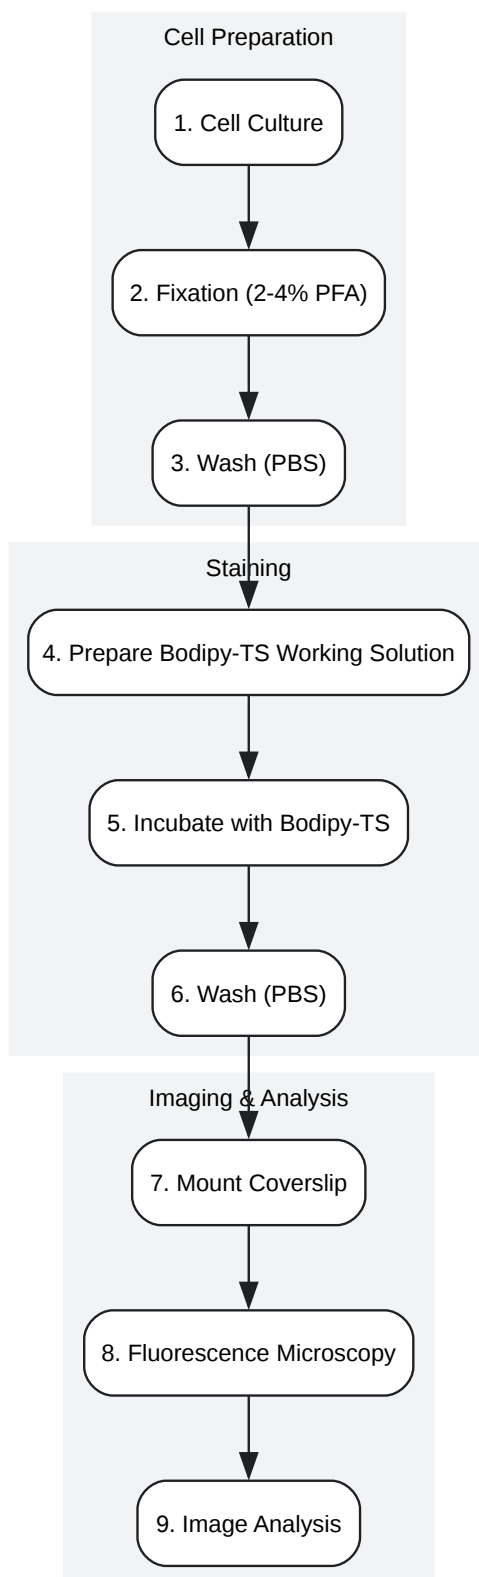 Cell Preparation
1. Cell Culture
2. Fixation (2-4% PFA)
3. Wash (PBS)
Staining
4. Prepare Bodipy-TS Working Solution
5. Incubate with Bodipy-TS
6. Wash (PBS)
Imaging & Analysis
7. Mount Coverslip
8. Fluorescence Microscopy
9. Image Analysis